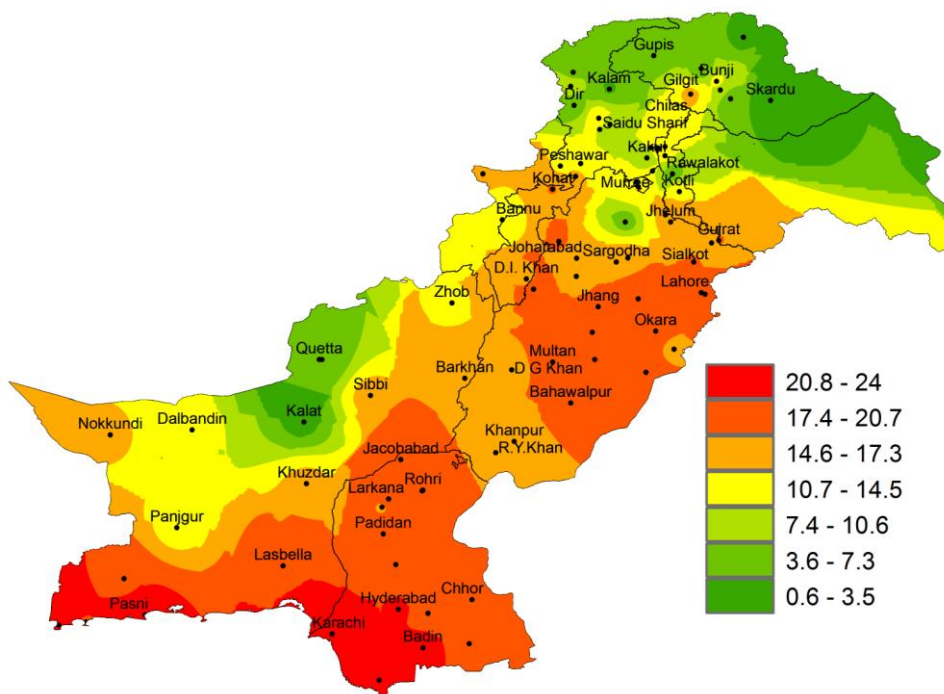 Gupis
Bunji
Gilgit
Kalam
Skardu
Dir
Chilas
Saidu Sharif
Kakul
Peshawar
Rawalakot
Kohat
Murree
Kotli
Bannu
Jhelum
Gujrat
Joharabad
Sargodha
Sialkot
D.I. Khan
Zhob
Jhang
Lahore
Okara
Quetta
Multan
Barkhan
D G Khan
Sibbi
Bahawalpur
Kalat
Dalbandin
Nokkundi
Khanpur
R.Y.Khan
Jacobabad
Khuzdar
Rohri
Larkana
Panjgur
Padidan
Lasbella
Chhor
Pasni
Hyderabad
Karachi
Badin
20.8 - 24
17.4 - 20.7
14.6 - 17.3
10.7 - 14.5
7.4 - 10.6
3.6 - 7.3
0.6 - 3.5